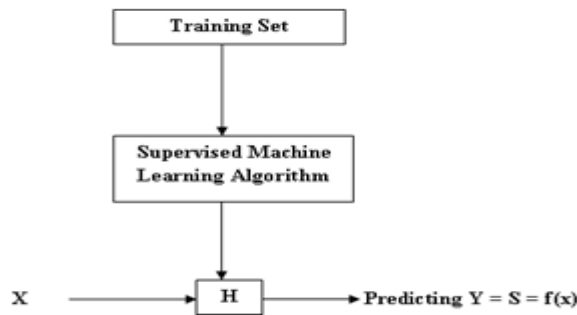 Training Set
Supervised Machine
Learning Algorithm
X
H
Predicting Y = S = f(x)